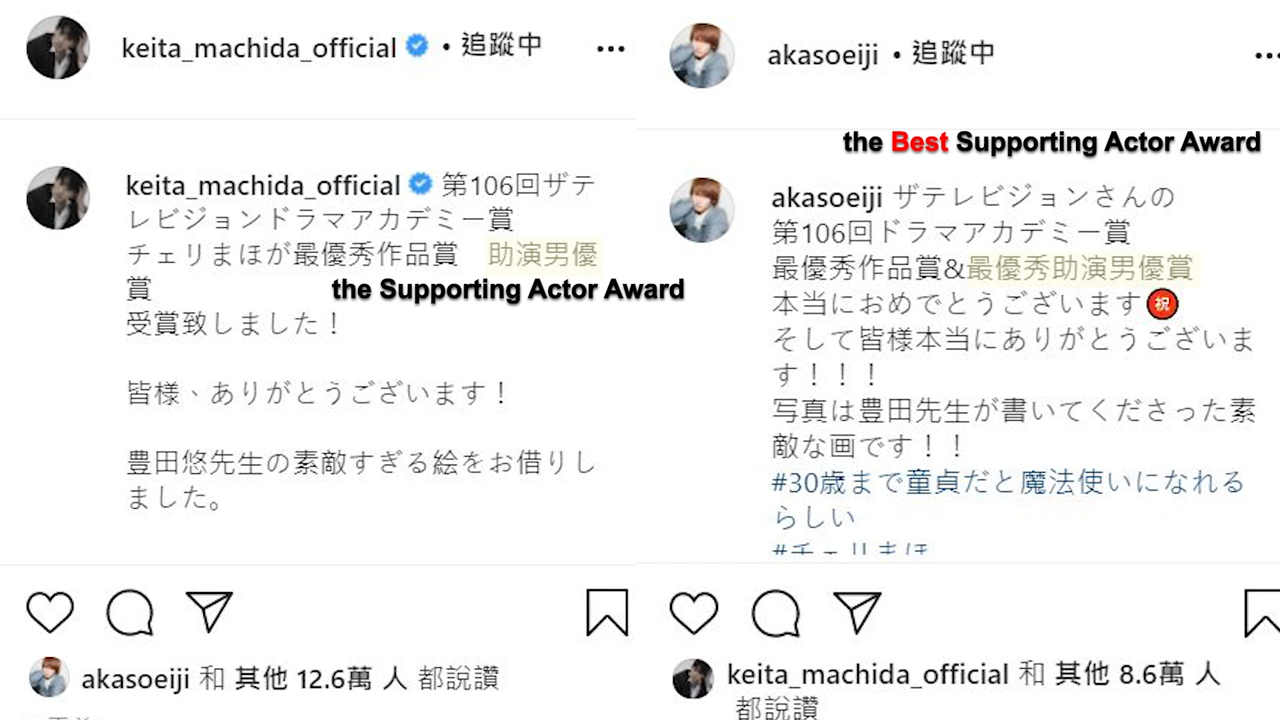 keita_machida_official • 追蹤中
keita_machida_official 第106回ザテ
レビジョンドラマアカデミー賞
チェリまほが最優秀作品賞　助演男優
賞
the Supporting Actor Award
受賞致しました！
皆様、ありがとうございます！
豊田悠先生の素敵すぎる絵をお借りし
ました。
akasoeiji 和 其他 12.6萬 人 都說讚
akasoeiji • 追蹤中
the Best Supporting Actor Award
akasoeiji ザテレビジョンさんの
第106回ドラマアカデミー賞
最優秀作品賞&最優秀助演男優賞
本当におめでとうございます㊗
そして皆様本当にありがとうございま
す！！！
写真は豊田先生が書いてくださった素
敵な画です！！
#30歳まで童貞だと魔法使いになれる
らしい
#チェリまほ
keita_machida_official 和 其他 8.6萬 人
都說讚